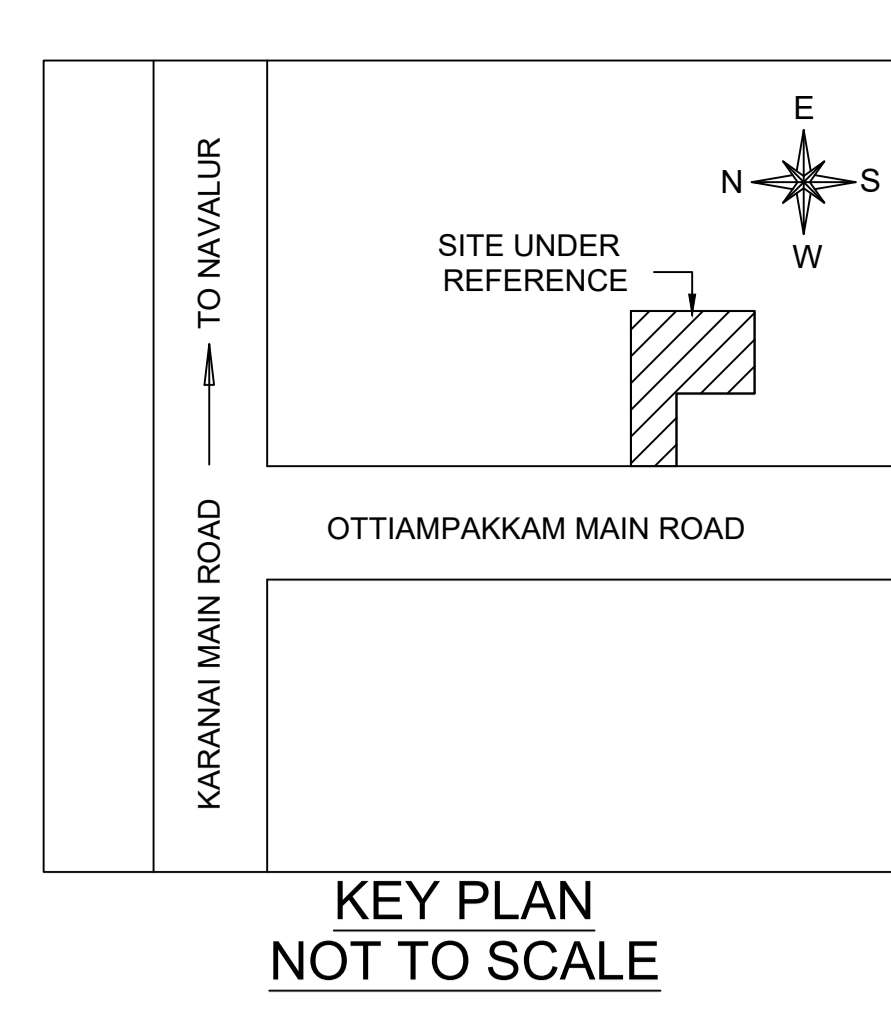 E
N
S
W
SITE UNDER
REFERENCE
TO NAVALUR
KARANAI MAIN ROAD
OTTIAMPAKKAM MAIN ROAD
KEY PLAN
NOT TO SCALE